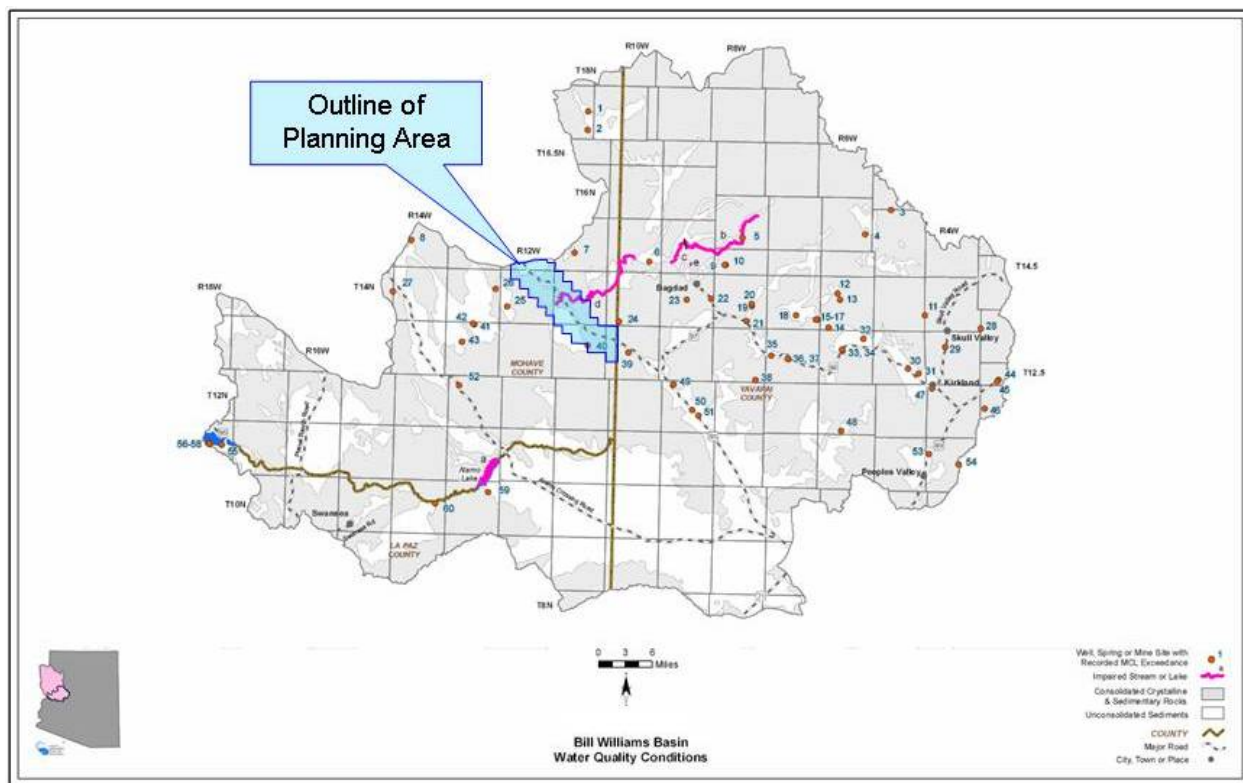 Outline of
Planning Area
R10W
R8W
T18N
1
2
T16.5N
R9W
T16N
3
R14W
R4W
4
b
5
8
R12W
7
6
c
e
9
10
T14.5
Bagdad
27
T14N
26
25
d
23
22
20
19
12
13
11
R18W
42
41
24
21
18
15-17
14
32
28
Skull Valley
43
40
39
33, 34
29
R16W
MOHAVE
COUNTY
35
36
37
30
31
T12.5
44
45
52
49
38
YAVAPAI
COUNTY
47
Kirkland
T12N
50
51
46
48
56-58
55
53
54
a
Alamo
Lake
Peeples Valley
59
T10N
60
Swansea
LA PAZ
COUNTY
T8N
0 3 6
Miles
Well, Spring or Mine Site with
Recorded MCL Exceedance
1
a
Impaired Stream or Lake
Consolidated Crystalline
& Sedimentary Rocks
Unconsolidated Sediments
COUNTY
Major Road
City, Town or Place
Bill Williams Basin
Water Quality Conditions